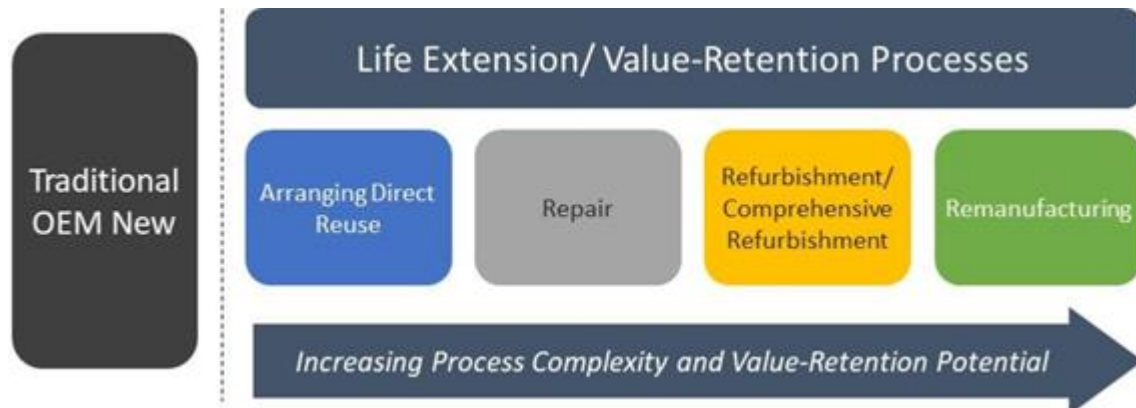 Life Extension/ Value-Retention Processes
Traditional
OEM New
Arranging Direct
Reuse
Repair
Refurbishment/
Comprehensive
Refurbishment
Remanufacturing
Increasing Process Complexity and Value-Retention Potential